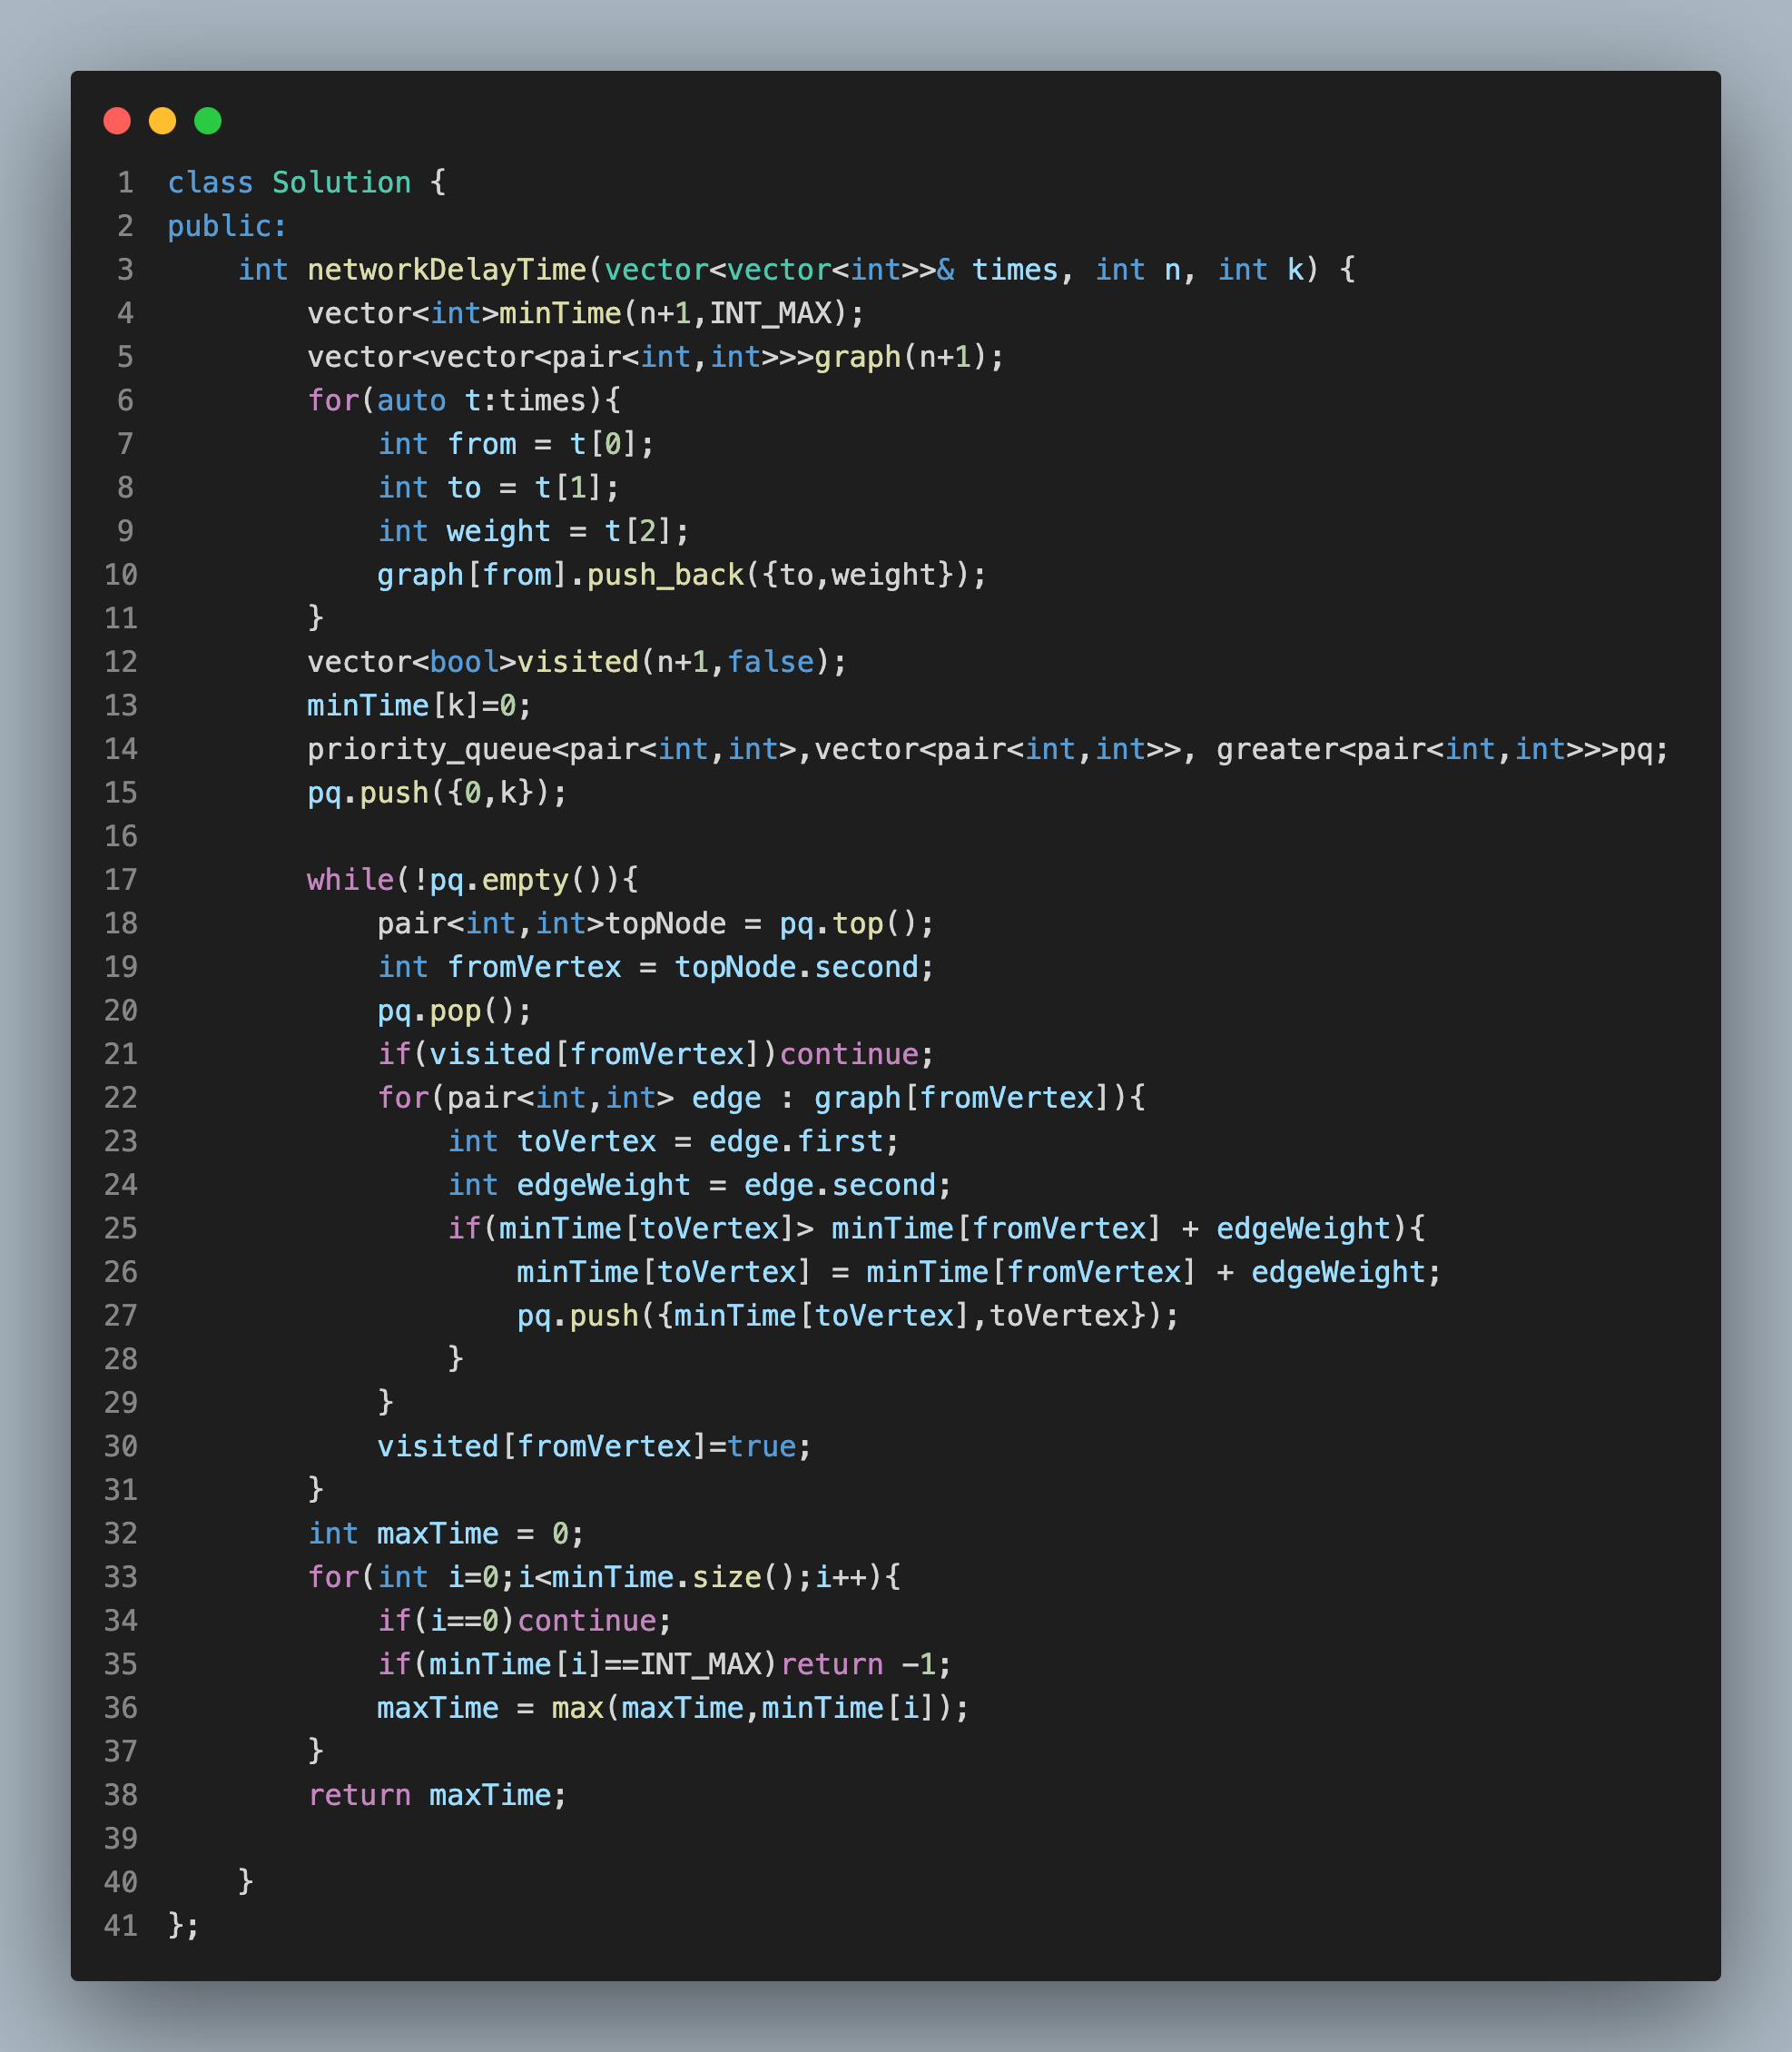 1 class Solution {
2 public:
3     int networkDelayTime(vector<vector<int>>& times, int n, int k) {
4         vector<int>minTime(n+1,INT_MAX);
5         vector<vector<pair<int,int>>>graph(n+1);
6         for(auto t:times){
7             int from = t[0];
8             int to = t[1];
9             int weight = t[2];
10             graph[from].push_back({to,weight});
11         }
12         vector<bool>visited(n+1,false);
13         minTime[k]=0;
14         priority_queue<pair<int,int>,vector<pair<int,int>>, greater<pair<int,int>>>pq;
15         pq.push({0,k});
16
17         while(!pq.empty()){
18             pair<int,int>topNode = pq.top();
19             int fromVertex = topNode.second;
20             pq.pop();
21             if(visited[fromVertex])continue;
22             for(pair<int,int> edge : graph[fromVertex]){
23                 int toVertex = edge.first;
24                 int edgeWeight = edge.second;
25                 if(minTime[toVertex]> minTime[fromVertex] + edgeWeight){
26                     minTime[toVertex] = minTime[fromVertex] + edgeWeight;
27                     pq.push({minTime[toVertex],toVertex});
28                 }
29             }
30             visited[fromVertex]=true;
31         }
32         int maxTime = 0;
33         for(int i=0;i<minTime.size();i++){
34             if(i==0)continue;
35             if(minTime[i]==INT_MAX)return -1;
36             maxTime = max(maxTime,minTime[i]);
37         }
38         return maxTime;
39
40     }
41 };